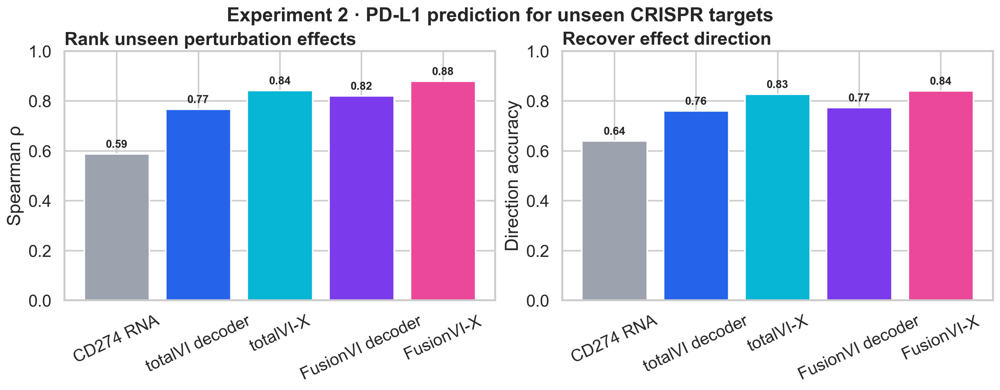 Experiment 2 · PD-L1 prediction for unseen CRISPR targets
Rank unseen perturbation effects
Spearman ρ
1.0
0.8
0.6
0.4
0.2
0.0
0.59
0.77
0.84
0.82
0.88
CD274 RNA
totalVI decoder
totalVI-X
FusionVI decoder
FusionVI-X
Recover effect direction
Direction accuracy
1.0
0.8
0.6
0.4
0.2
0.0
0.64
0.76
0.83
0.77
0.84
CD274 RNA
totalVI decoder
totalVI-X
FusionVI decoder
FusionVI-X